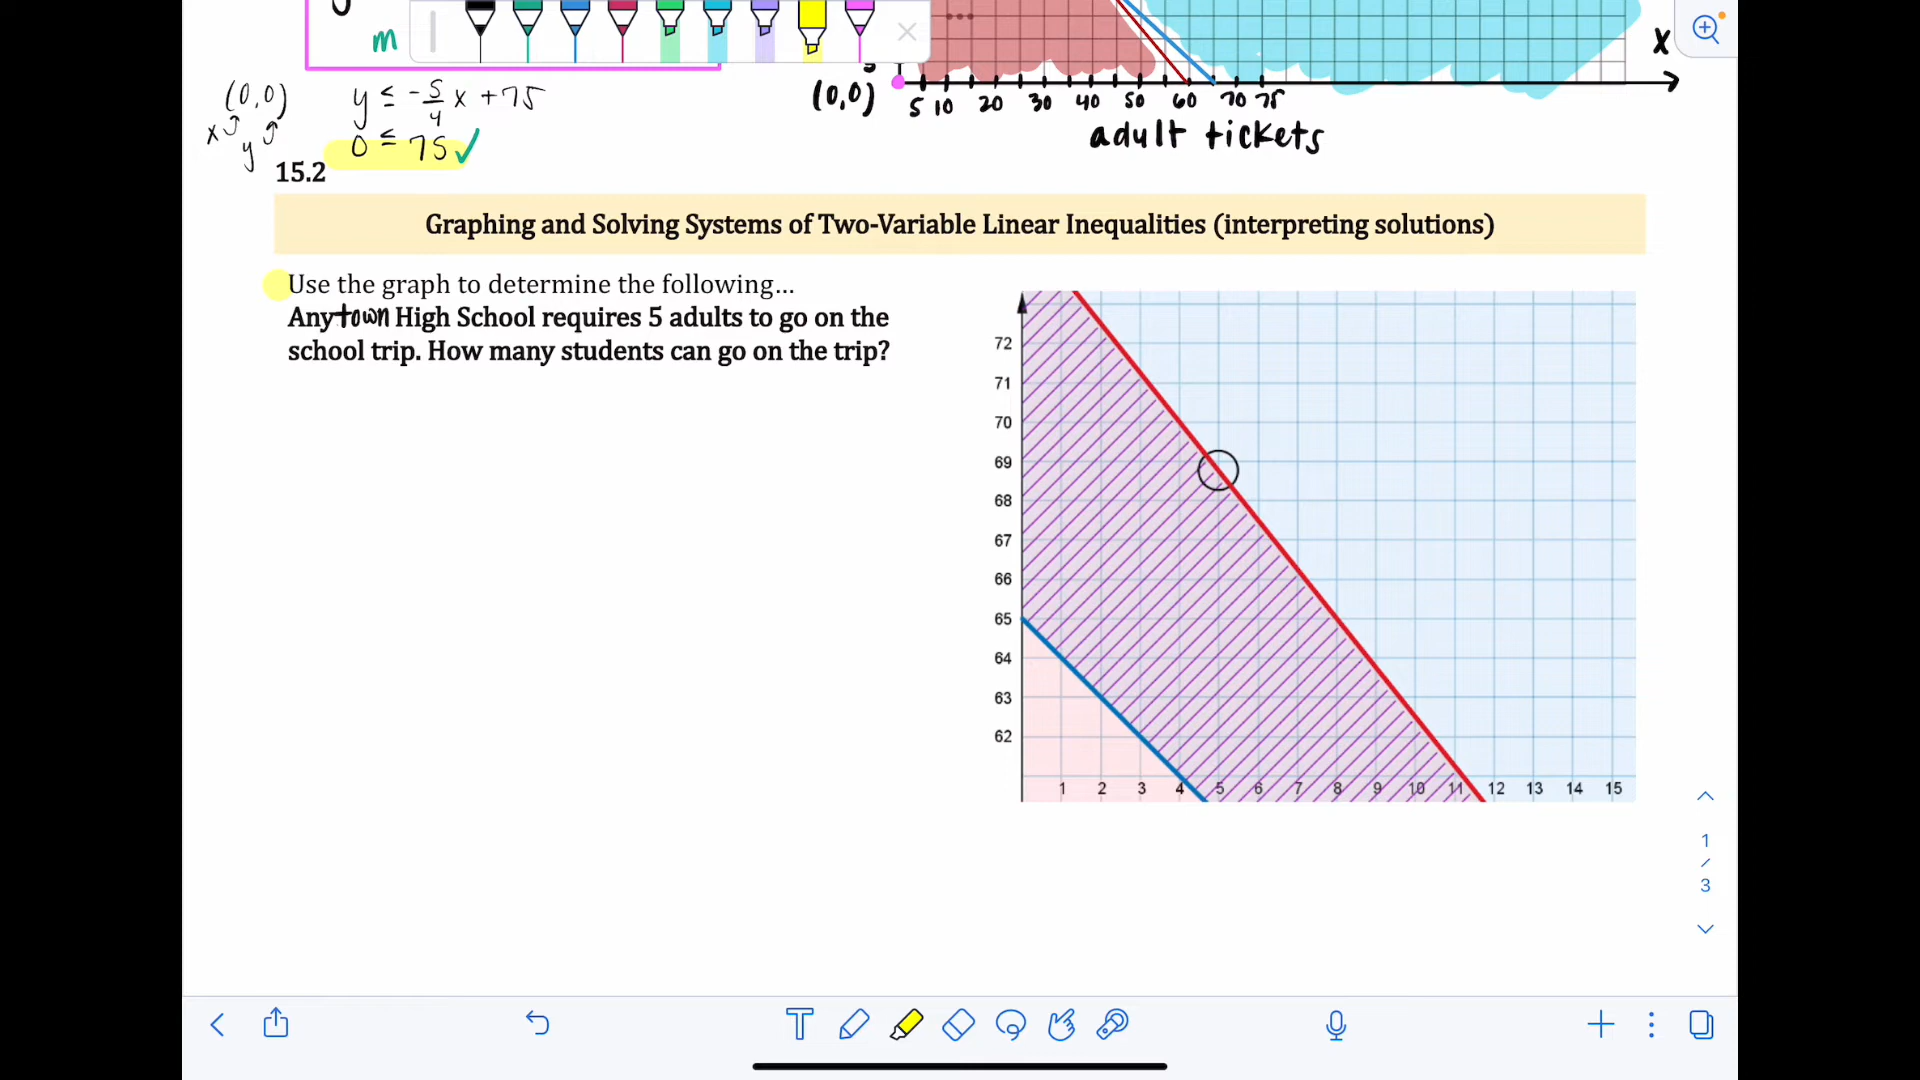 m
x
(0,0)
x
y
y ≤ -5/4 x + 75
0 ≤ 75 ✓
(0,0)
5 10 20 30 40 50 60 70 75
adult tickets
15.2
Graphing and Solving Systems of Two-Variable Linear Inequalities (interpreting solutions)
Use the graph to determine the following...
Anytown High School requires 5 adults to go on the
school trip. How many students can go on the trip?
72
71
70
69
68
67
66
65
64
63
62
1 2 3 4 5 6 7 8 9 10 11 12 13 14 15
1
/
3